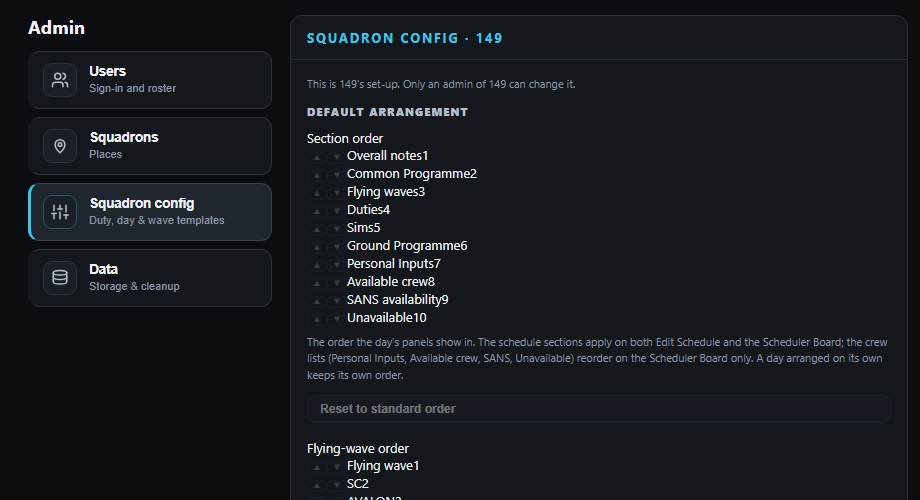 Admin
Users
Sign-in and roster
Squadrons
Places
Squadron config
Duty, day & wave templates
Data
Storage & cleanup
SQUADRON CONFIG · 149
This is 149's set-up. Only an admin of 149 can change it.
DEFAULT ARRANGEMENT
Section order
▲ ▼ Overall notes1
▲ ▼ Common Programme2
▲ ▼ Flying waves3
▲ ▼ Duties4
▲ ▼ Sims5
▲ ▼ Ground Programme6
▲ ▼ Personal Inputs7
▲ ▼ Available crew8
▲ ▼ SANS availability9
▲ ▼ Unavailable10
The order the day's panels show in. The schedule sections apply on both Edit Schedule and the Scheduler Board; the crew
lists (Personal Inputs, Available crew, SANS, Unavailable) reorder on the Scheduler Board only. A day arranged on its own
keeps its own order.
Reset to standard order
Flying-wave order
▲ ▼ Flying wave1
▲ ▼ SC2
AVALON3